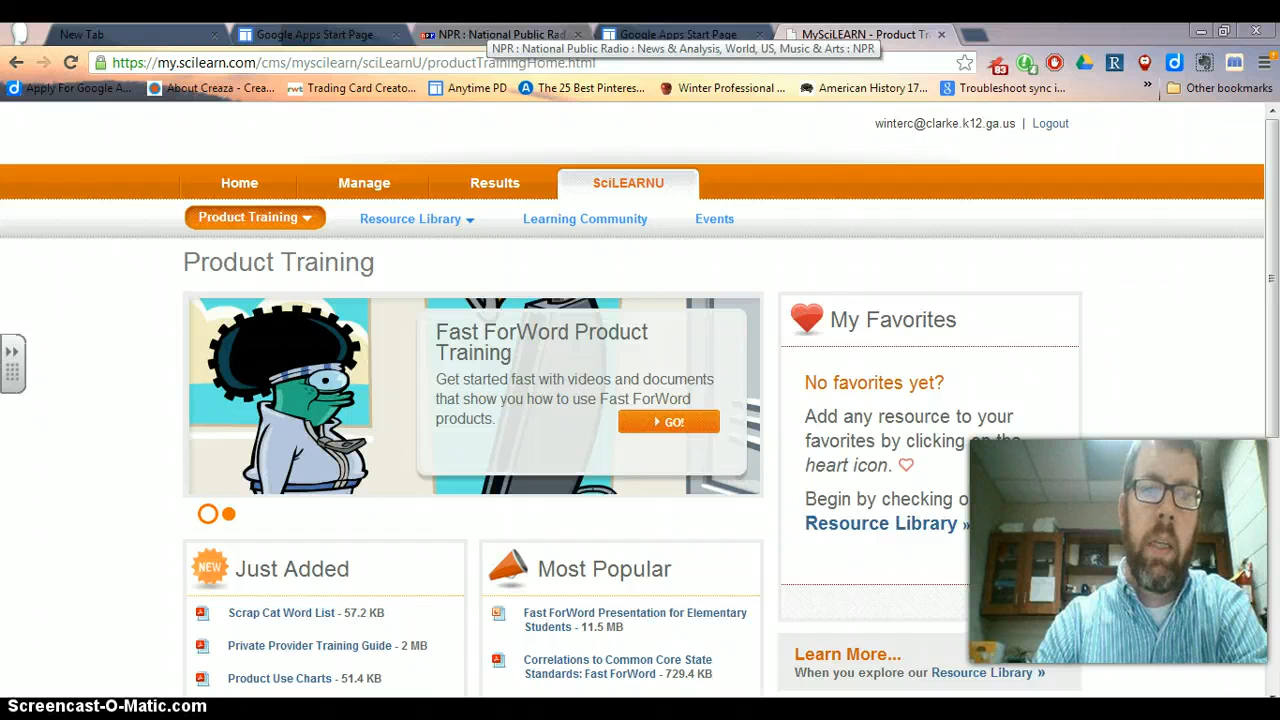 New Tab
Google Apps Start Page
NPR : National Public Rad
Google Apps Start Page
MySciLEARN - Product Tr
NPR : National Public Radio : News & Analysis, World, US, Music & Arts : NPR
https://my.scilearn.com/cms/myscilearn/sciLearnU/productTrainingHome.html
83
Apply For Google A...
About Creaza - Crea...
rwt Trading Card Creato...
Anytime PD
The 25 Best Pinteres...
Winter Professional ...
American History 17...
Troubleshoot sync i...
Other bookmarks
winterc@clarke.k12.ga.us | Logout
Home
Manage
Results
SciLEARNU
Product Training
Resource Library
Learning Community
Events
Product Training
Fast ForWord Product
Training
Get started fast with videos and documents
that show you how to use Fast ForWord
products.
GO!
My Favorites
No favorites yet?
Add any resource to your
favorites by clicking on the
heart icon.
Begin by checking o
Resource Library »
NEW
Just Added
Scrap Cat Word List - 57.2 KB
Private Provider Training Guide - 2 MB
Product Use Charts - 51.4 KB
Most Popular
Fast ForWord Presentation for Elementary
Students - 11.5 MB
Correlations to Common Core State
Standards: Fast ForWord - 729.4 KB
Learn More...
When you explore our Resource Library »
Screencast-O-Matic.com